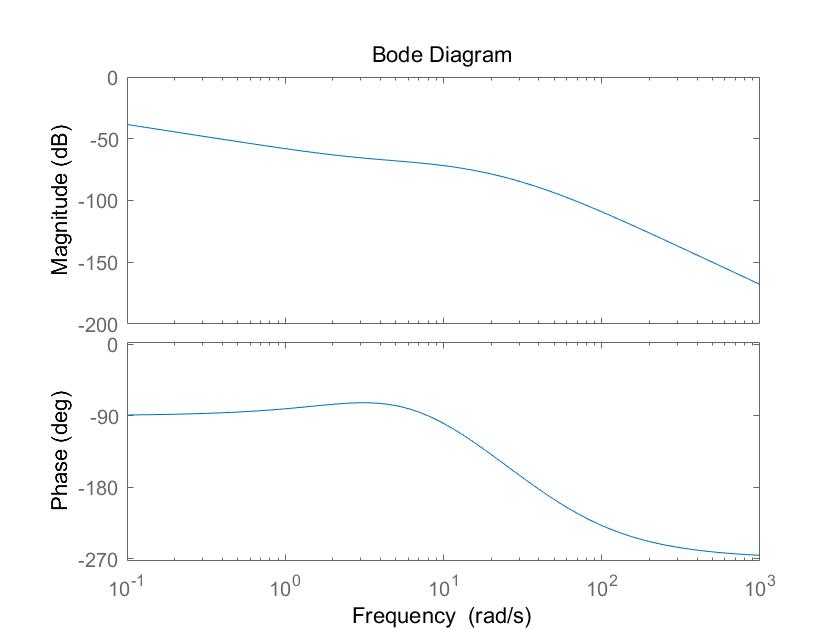 Bode Diagram
Magnitude (dB)
0
-50
-100
-150
-200
Phase (deg)
0
-90
-180
-270
10^-1 10^0 10^1 10^2 10^3
Frequency (rad/s)